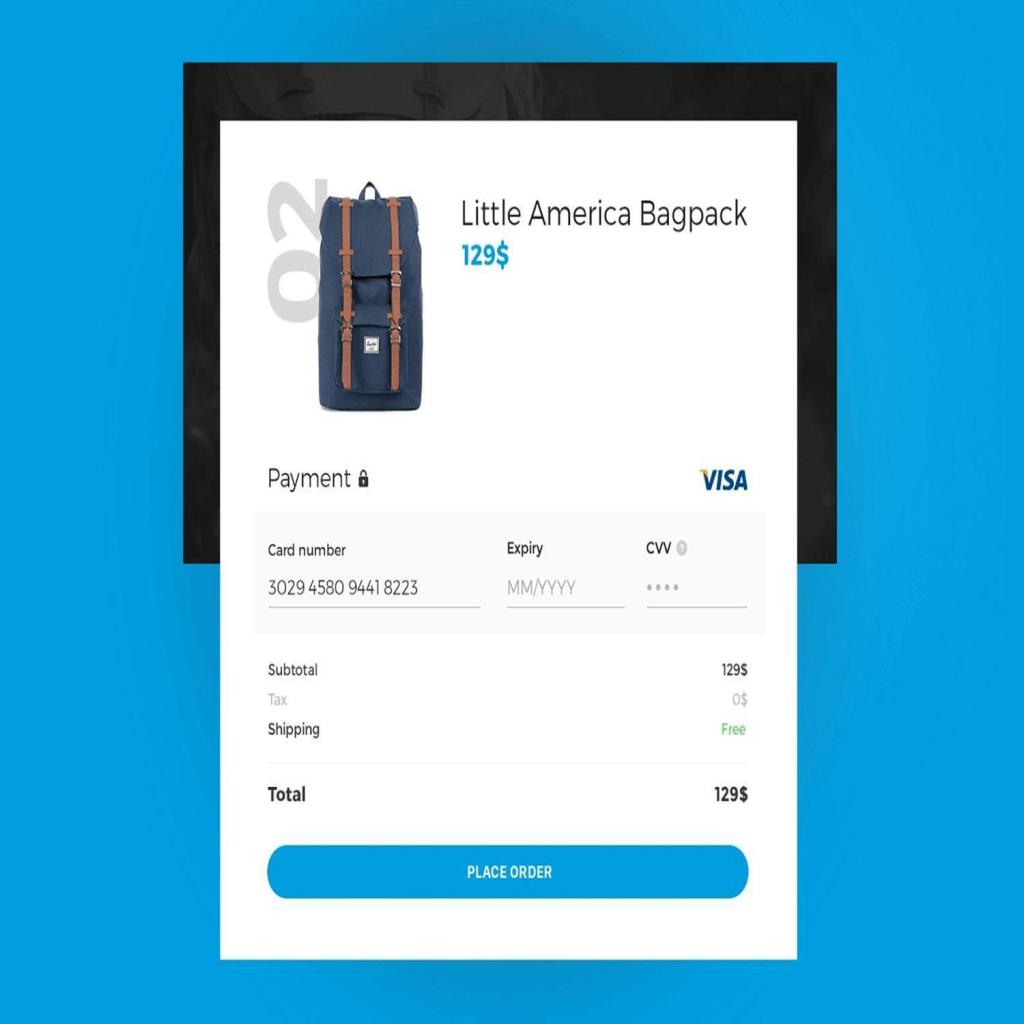 02
Little America Bagpack
129$
Payment
VISA
Card number
Expiry
CVV ?
3029 4580 9441 8223
MM/YYYY
••••
Subtotal
129$
Tax
0$
Shipping
Free
Total
129$
PLACE ORDER